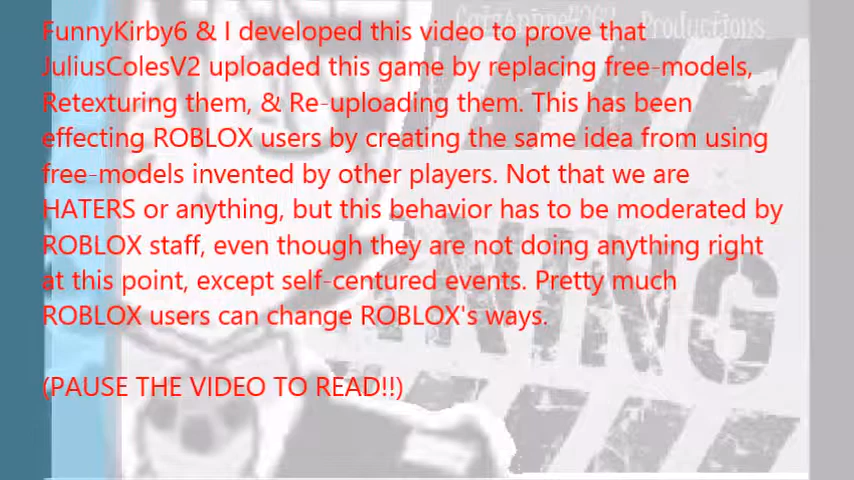 Productions
FunnyKirby6 & I developed this video to prove that
JuliusColesV2 uploaded this game by replacing free-models,
Retexturing them, & Re-uploading them. This has been
effecting ROBLOX users by creating the same idea from using
free-models invented by other players. Not that we are
HATERS or anything, but this behavior has to be moderated by
ROBLOX staff, even though they are not doing anything right
at this point, except self-centured events. Pretty much
ROBLOX users can change ROBLOX's ways.
(PAUSE THE VIDEO TO READ!!)